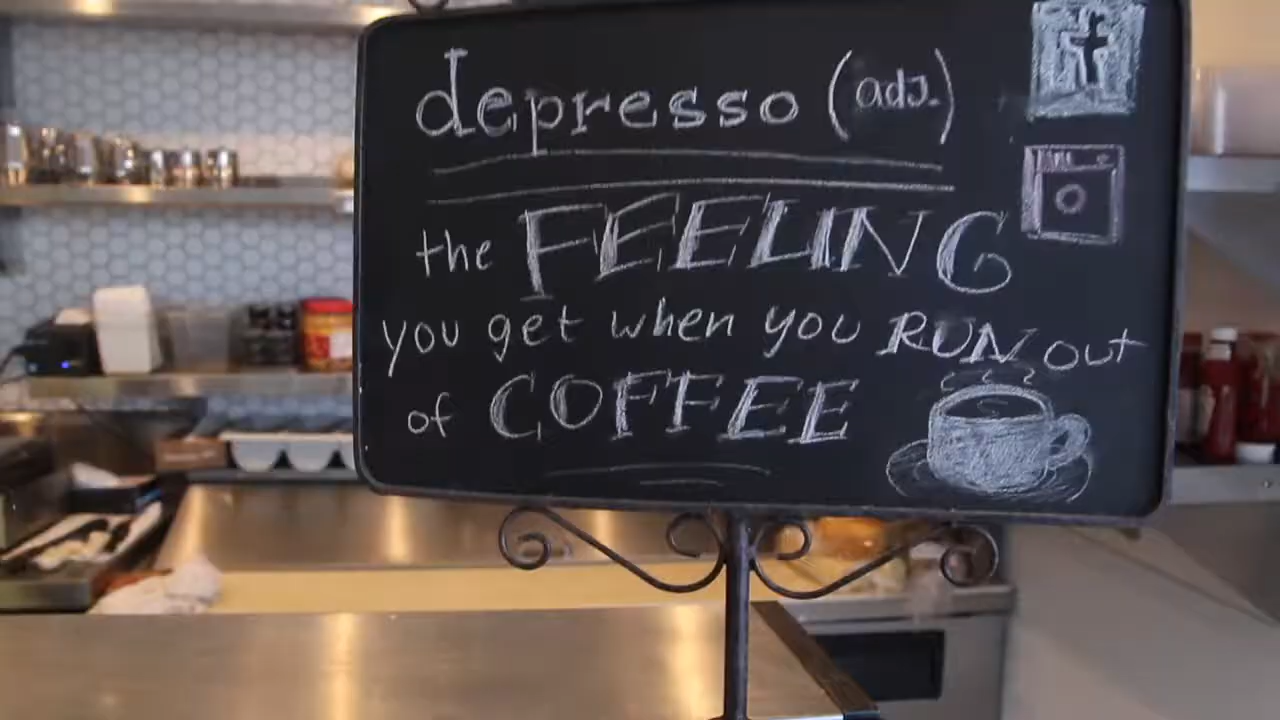 depresso (adj.)
the FEELING
you get when you RUN out
of COFFEE